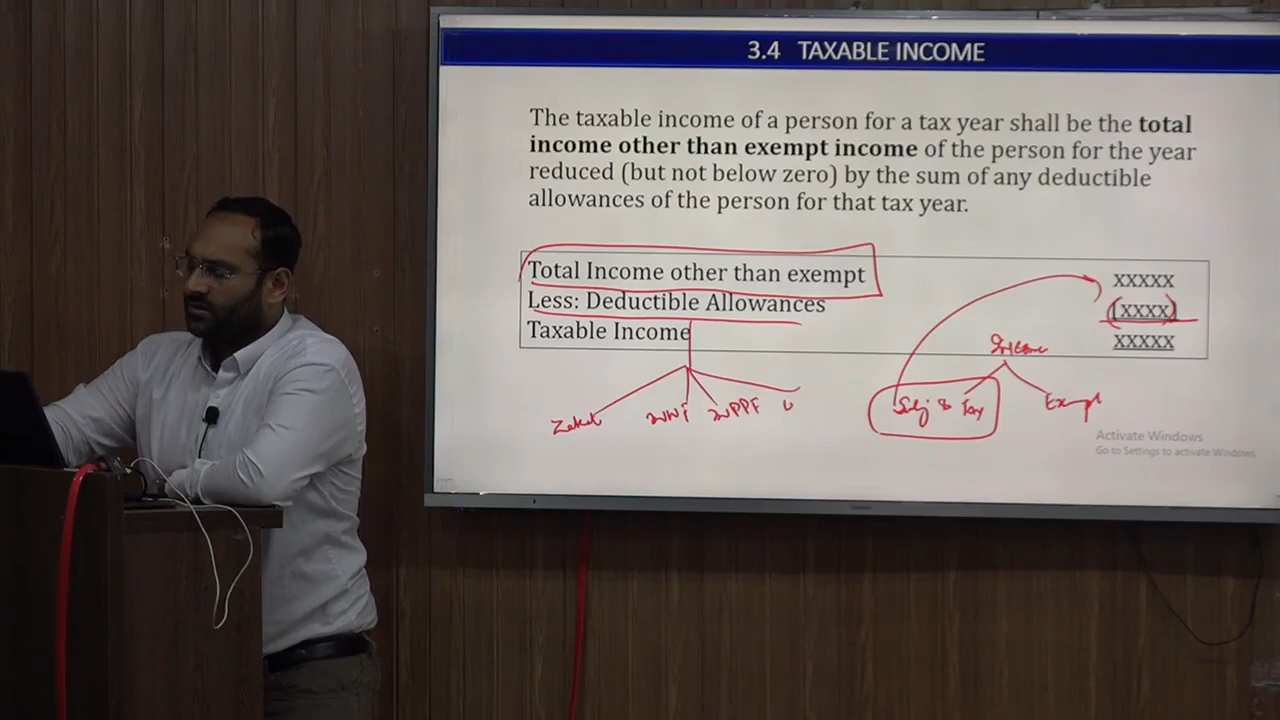 3.4 TAXABLE INCOME
The taxable income of a person for a tax year shall be the total
income other than exempt income of the person for the year
reduced (but not below zero) by the sum of any deductible
allowances of the person for that tax year.
Total Income other than exempt XXXXX
Less: Deductible Allowances (XXXX)
Taxable Income XXXXX
Income
Zakat WWF WPPF Subj to Tax Exempt
Activate Windows
Go to Settings to activate Windows.